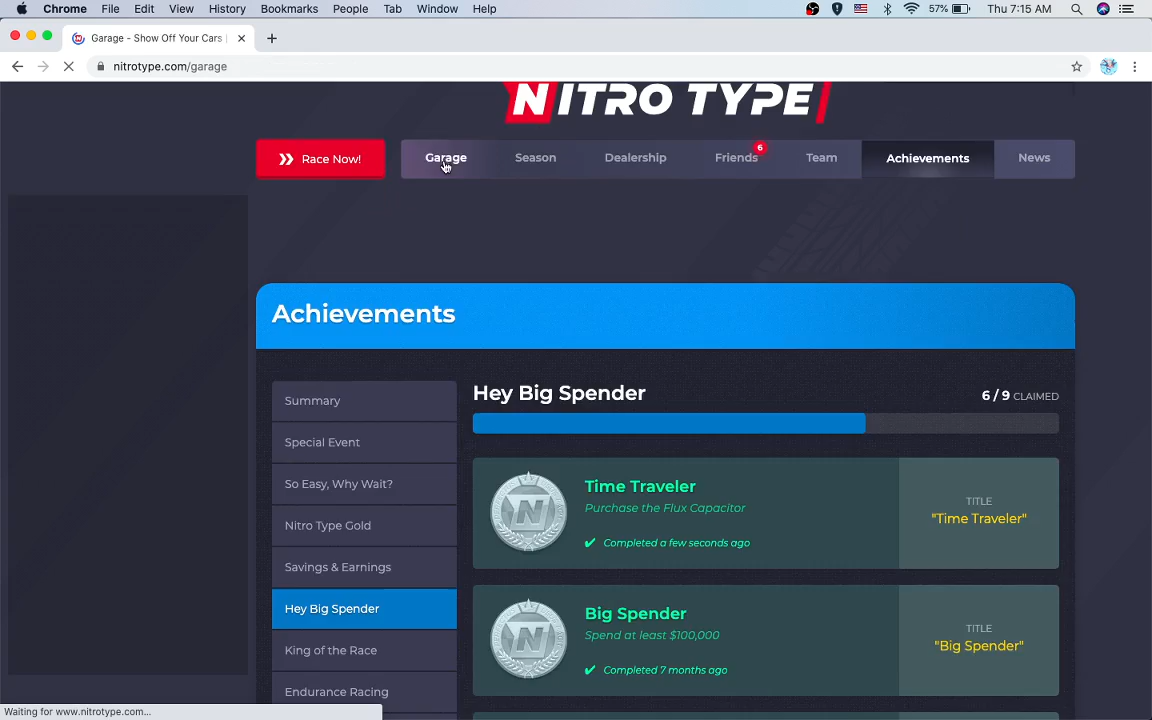 Chrome File Edit View History Bookmarks People Tab Window Help 57% Thu 7:15 AM
Garage - Show Off Your Cars |
nitrotype.com/garage
NITRO TYPE
Race Now! Garage Season Dealership Friends 6 Team Achievements News
Achievements
Summary
Special Event
So Easy, Why Wait?
Nitro Type Gold
Savings & Earnings
Hey Big Spender
King of the Race
Endurance Racing
Hey Big Spender 6 / 9 CLAIMED
N
Time Traveler
Purchase the Flux Capacitor
✔ Completed a few seconds ago
TITLE
"Time Traveler"
N
Big Spender
Spend at least $100,000
✔ Completed 7 months ago
TITLE
"Big Spender"
Waiting for www.nitrotype.com...